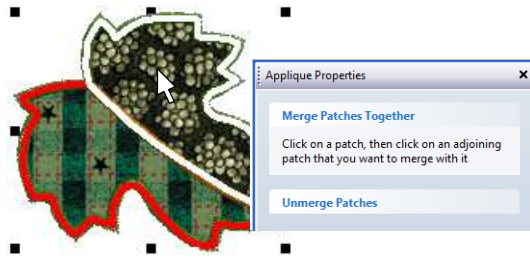 Applique Properties
Merge Patches Together
Click on a patch, then click on an adjoining
patch that you want to merge with it
Unmerge Patches